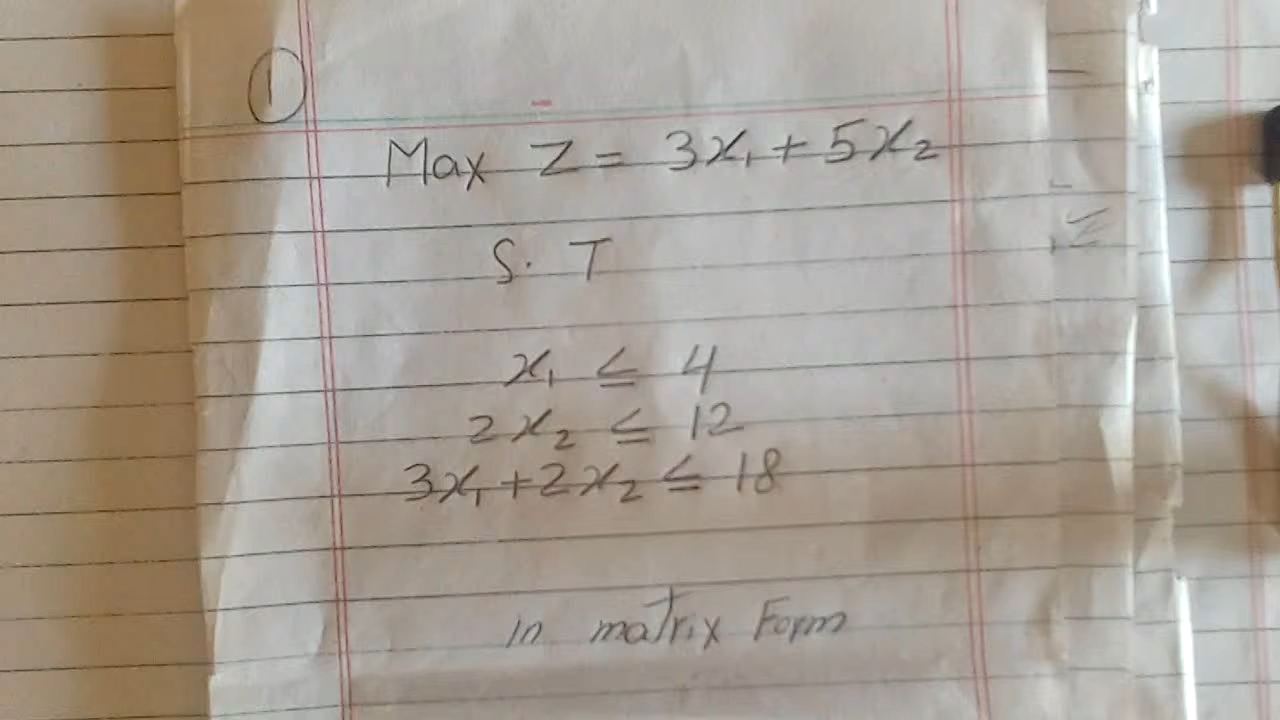 ①
Max Z = 3x₁ + 5x₂
S. T
x₁ ≤ 4
2x₂ ≤ 12
3x₁ + 2x₂ ≤ 18
in matrix Form